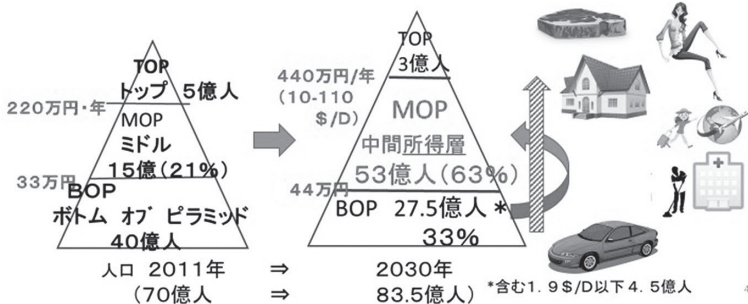 TOP
トップ 5億人
220万円・年
MOP
ミドル
15億(21%)
33万円
BOP
ボトム オブ ピラミッド
40億人
TOP
3億人
440万円/年
(10-110
$/D)
MOP
中間所得層
53億人(63%)
44万円
BOP 27.5億人*
33%
人口 2011年 ⇒ 2030年
(70億人 ⇒ 83.5億人)
*含む1.9$/D以下4.5億人
4